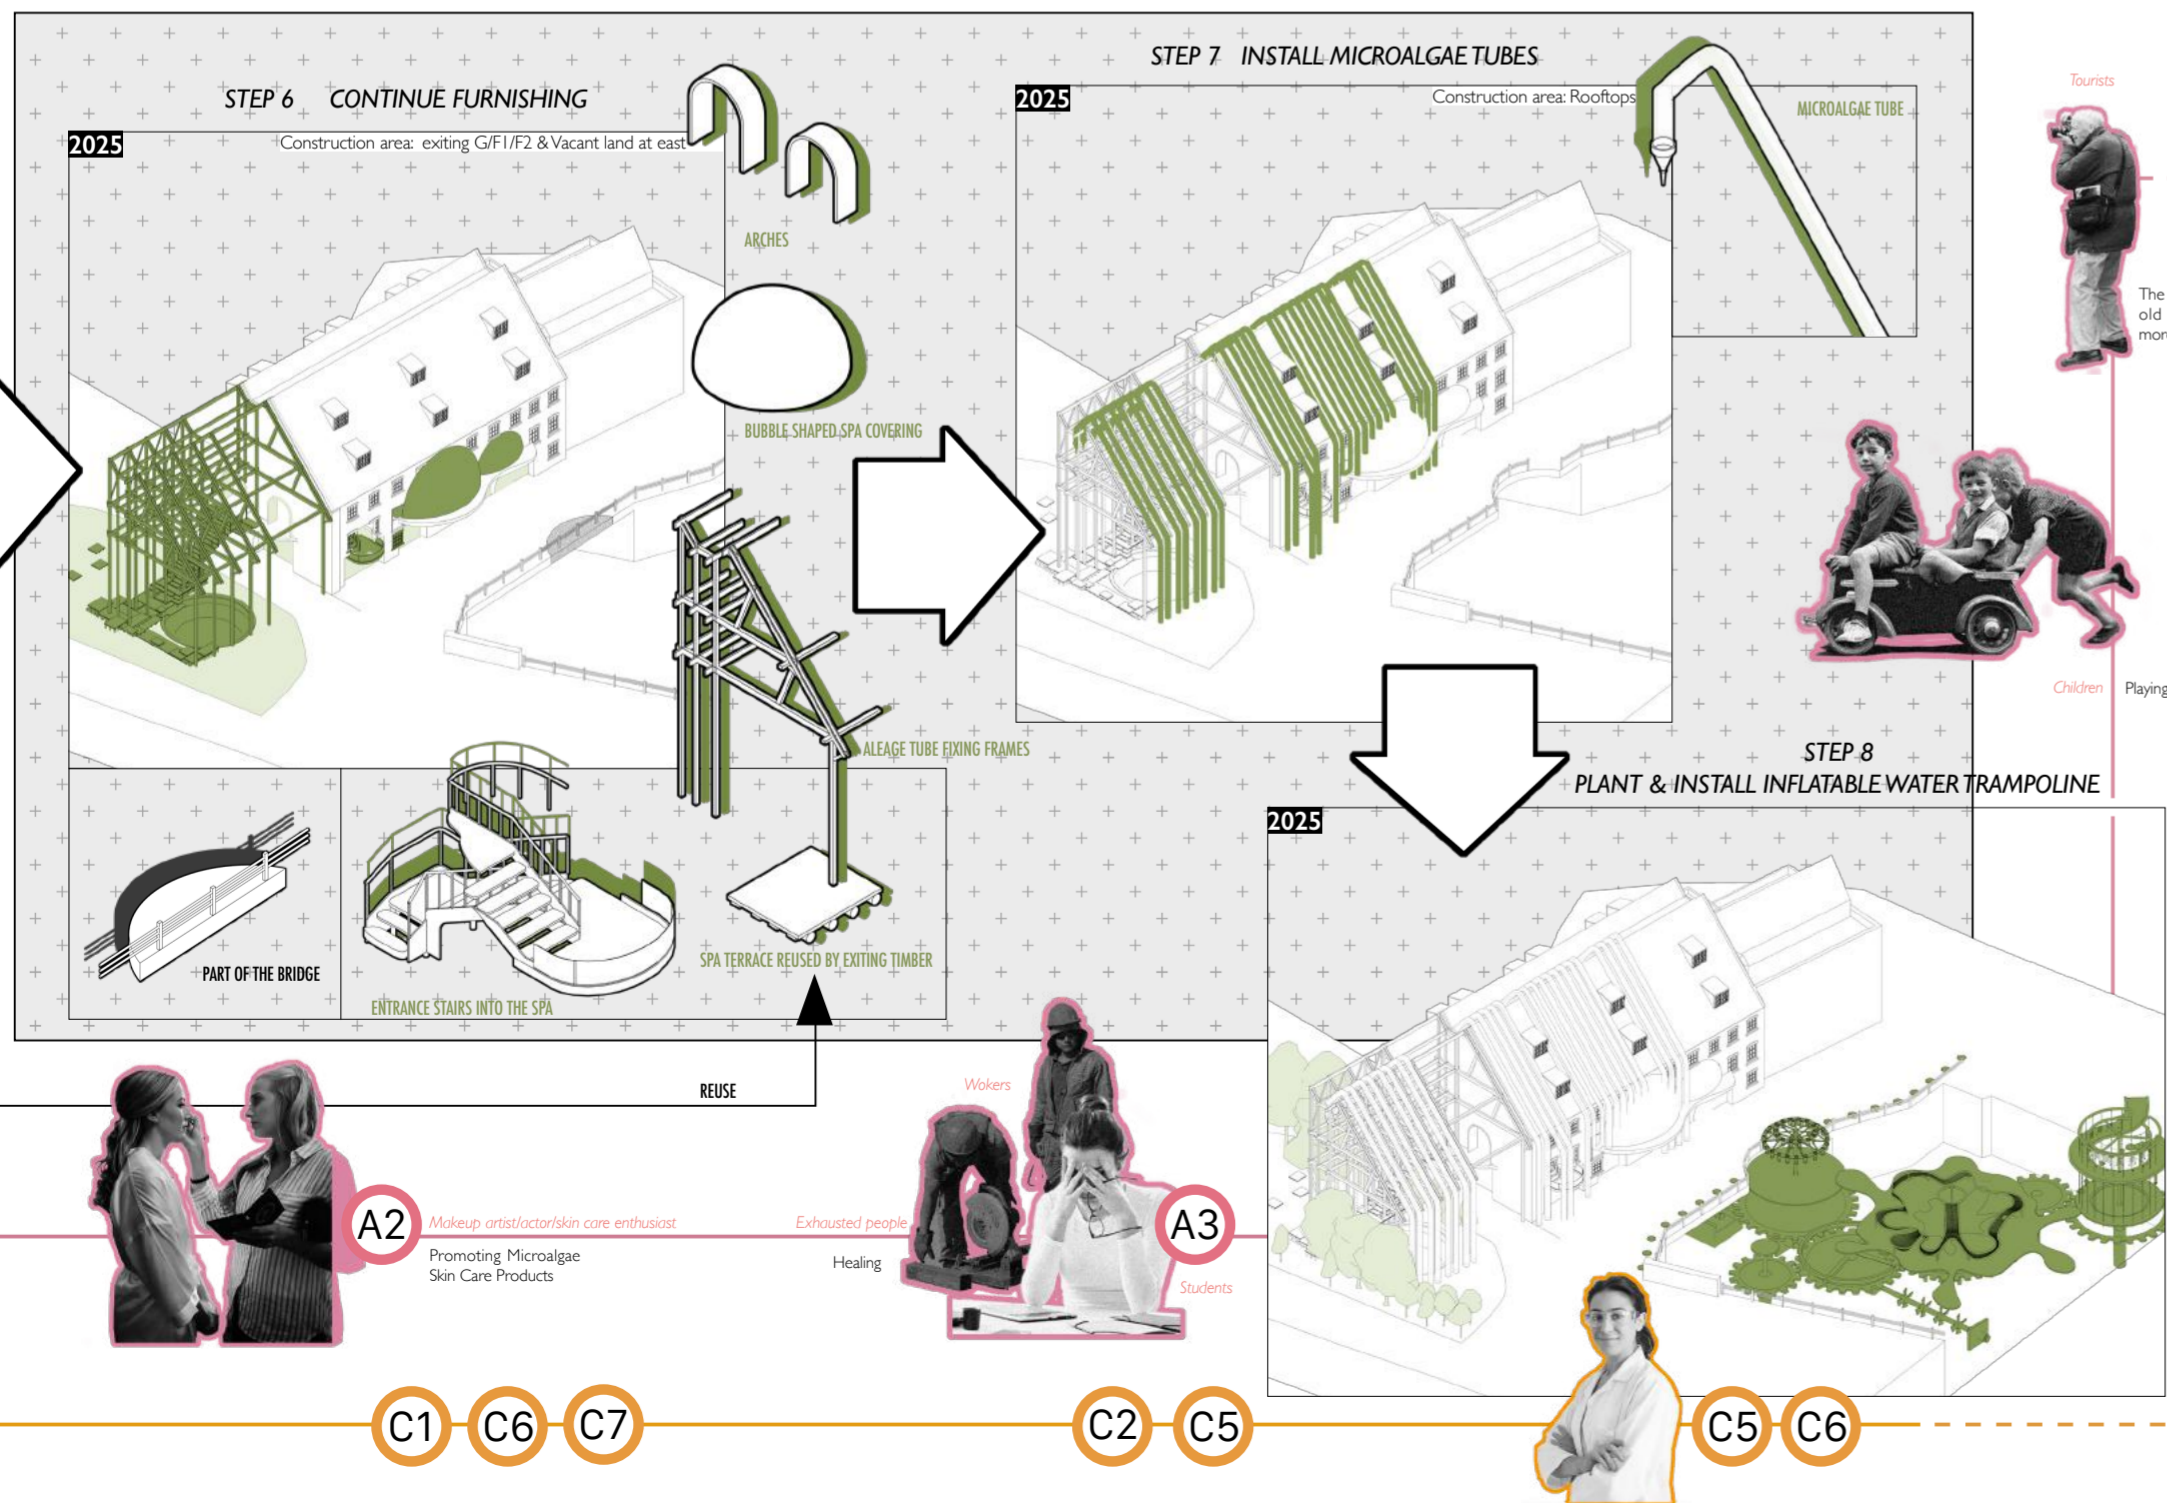 STEP 6 CONTINUE FURNISHING
2025
Construction area: exiting G/F1/F2 & Vacant land at east
ARCHES
BUBBLE SHAPED SPA COVERING
ALEAGE TUBE FIXING FRAMES
PART OF THE BRIDGE
ENTRANCE STAIRS INTO THE SPA
SPA TERRACE REUSED BY EXITING TIMBER
REUSE
STEP 7 INSTALL MICROALGAE TUBES
2025
Construction area: Rooftops
MICROALGAE TUBE
STEP 8
PLANT & INSTALL INFLATABLE WATER TRAMPOLINE
2025
Tourists
The
old
mor
Children Playing
A2
Makeup artist/actor/skin care enthusiast
Promoting Microalgae
Skin Care Products
Wokers
Exhausted people
Healing
A3
Students
C1 C6 C7
C2 C5
C5 C6